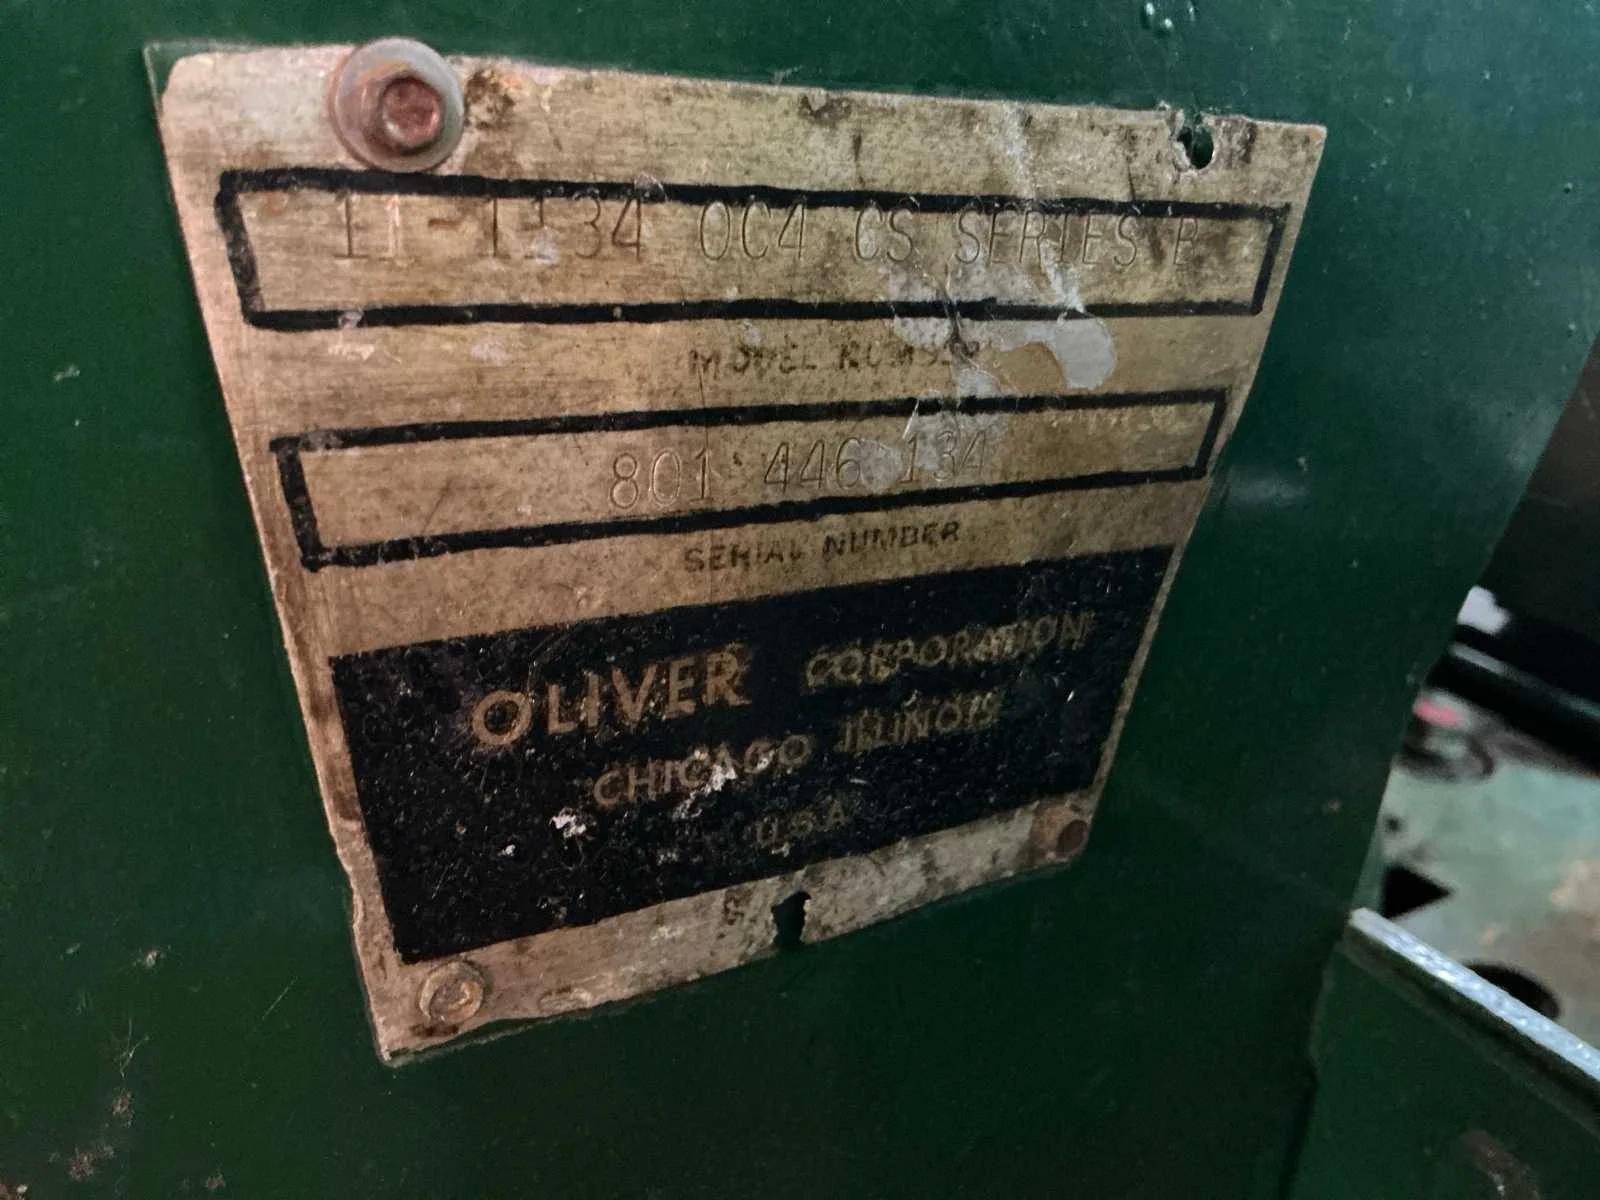 11-1134 OC4 CS SERIES B
MODEL NUMBER
801 446 134
SERIAL NUMBER
OLIVER CORPORATION
CHICAGO ILLINOIS
U.S.A